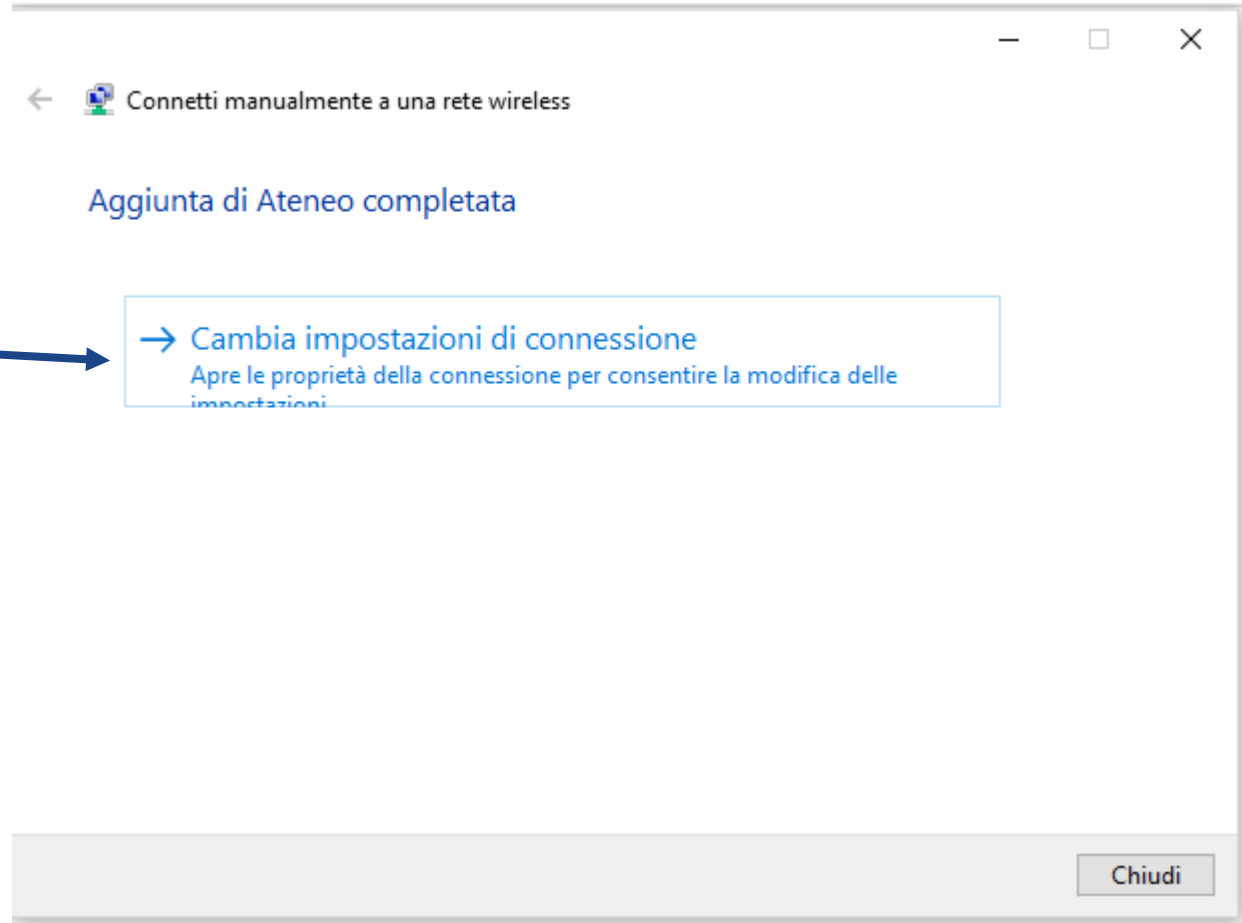 Connetti manualmente a una rete wireless
Aggiunta di Ateneo completata
Cambia impostazioni di connessione
Apre le proprietà della connessione per consentire la modifica delle
impostazioni
Chiudi